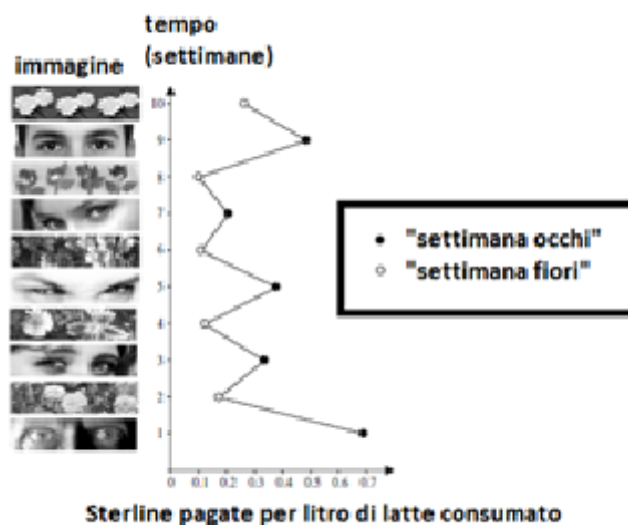 tempo
(settimane)
immagine
10
9
8
7
6
5
4
3
2
1
0 0.1 0.2 0.3 0.4 0.5 0.6 0.7
"settimana occhi"
"settimana fiori"
Sterline pagate per litro di latte consumato